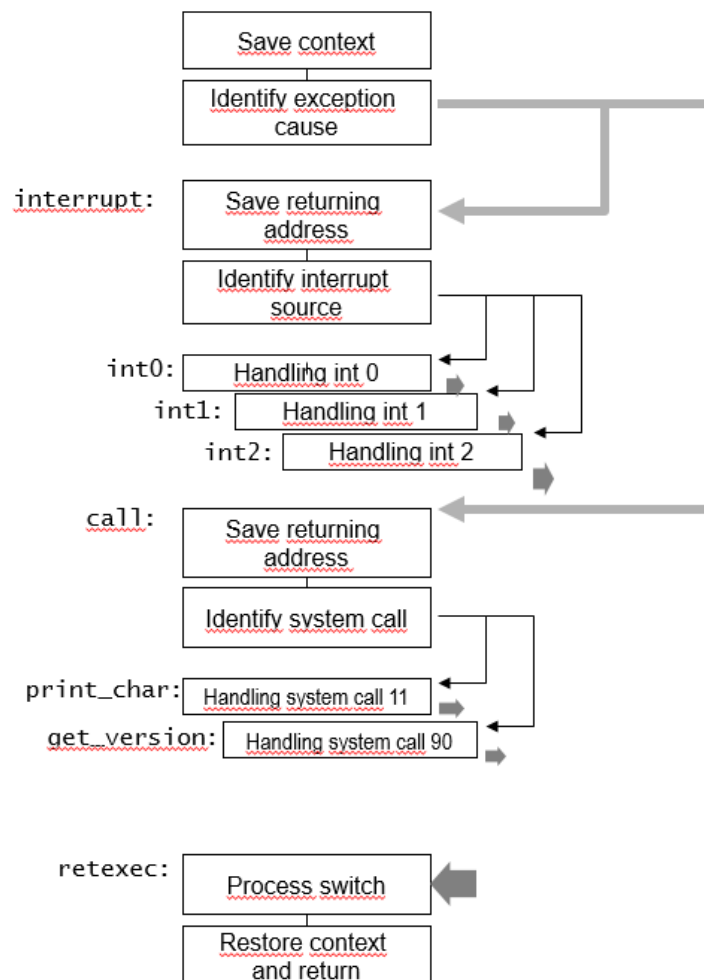 Save context
Identify exception
cause
interrupt:
Save returning
address
Identify interrupt
source
int0:
Handling int 0
int1:
Handling int 1
int2:
Handling int 2
call:
Save returning
address
Identify system call
print_char:
Handling system call 11
get_version:
Handling system call 90
retexec:
Process switch
Restore context
and return